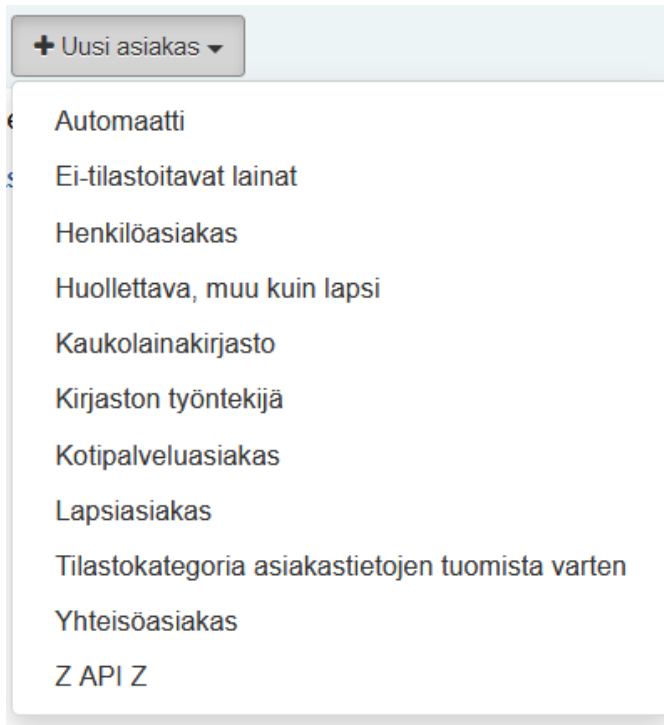 Uusi asiakas
Automaatti
Ei-tilastoitavat lainat
Henkilöasiakas
Huollettava, muu kuin lapsi
Kaukolainakirjasto
Kirjaston työntekijä
Kotipalveluasiakas
Lapsiasiakas
Tilastokategoria asiakastietojen tuomista varten
Yhteisöasiakas
Z API Z